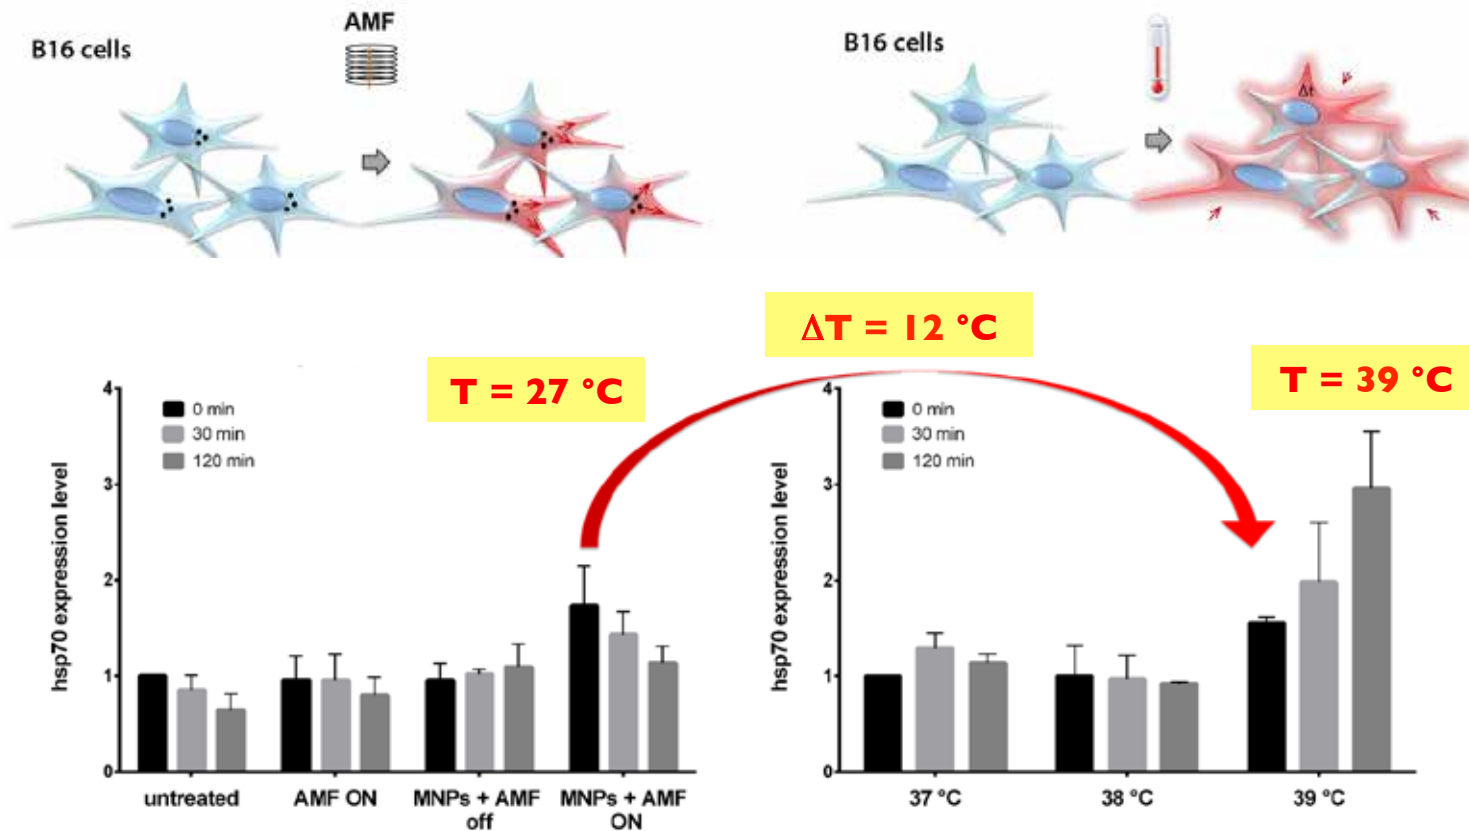 AMF
B16 cells
B16 cells
Δt
ΔT = 12 °C
T = 27 °C
T = 39 °C
hsp70 expression level
4
3
2
1
0
0 min
30 min
120 min
untreated
AMF ON
MNPs + AMF
off
MNPs + AMF
ON
hsp70 expression level
4
3
2
1
0
0 min
30 min
120 min
37 °C
38 °C
39 °C